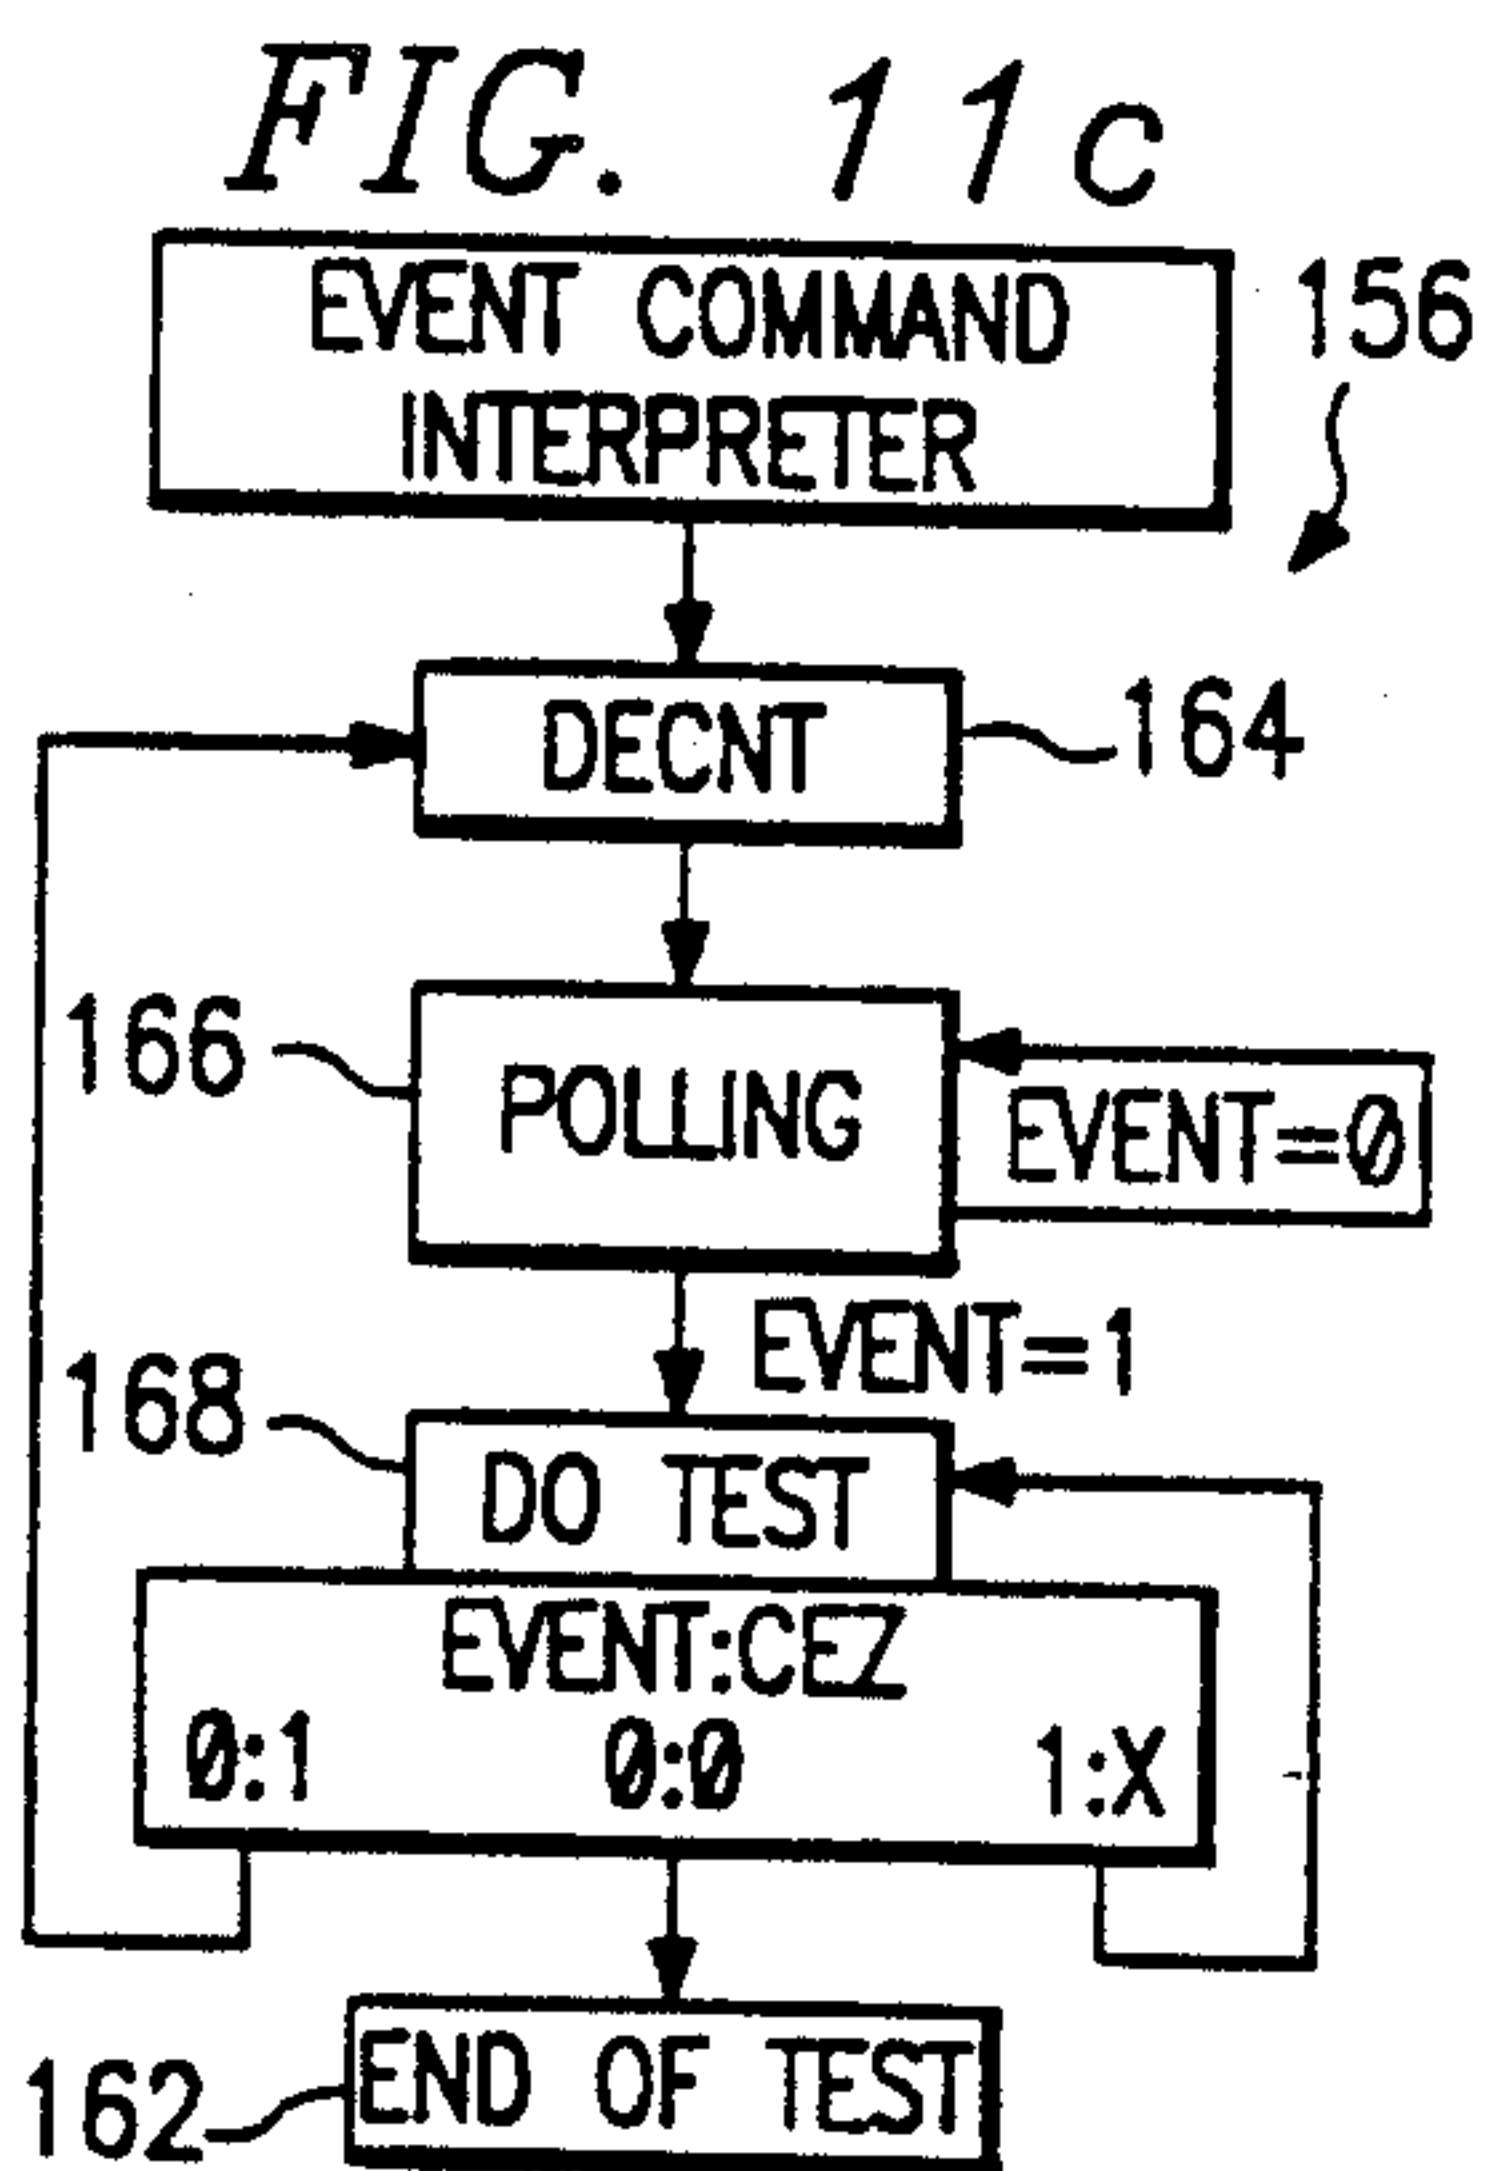 FIG. 11c
EVENT COMMAND
INTERPRETER
156
DECNT
164
166
POLLING
EVENT=0
EVENT=1
168
DO TEST
EVENT:CEZ
0:1 0:0 1:X
END OF TEST
162